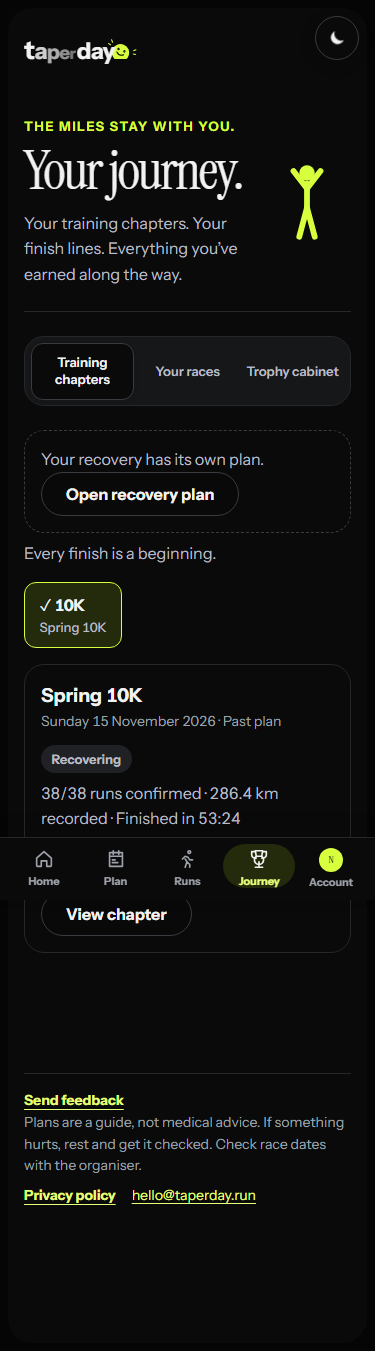 taperday
THE MILES STAY WITH YOU.
Your journey.
Your training chapters. Your
finish lines. Everything you've
earned along the way.
Training
chapters
Your races
Trophy cabinet
Your recovery has its own plan.
Open recovery plan
Every finish is a beginning.
✓ 10K
Spring 10K
Spring 10K
Sunday 15 November 2026 · Past plan
Recovering
38/38 runs confirmed · 286.4 km
recorded · Finished in 53:24
Home
Plan
Runs
Journey
N
Account
View chapter
Send feedback
Plans are a guide, not medical advice. If something
hurts, rest and get it checked. Check race dates
with the organiser.
Privacy policy
hello@taperday.run